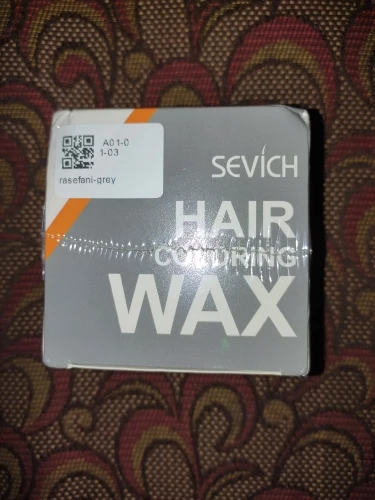 A01-0
1-03
rasefani-grey
SEVICH
HAIR
COLORING
WAX